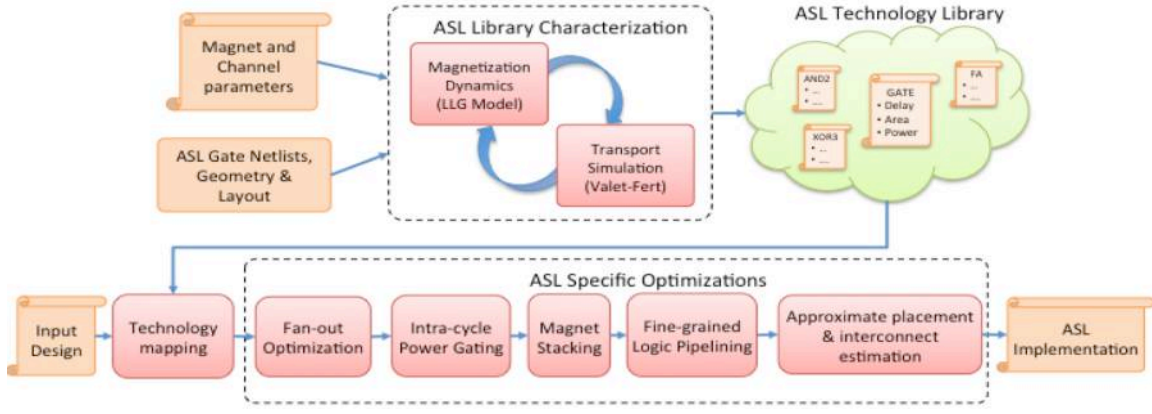 Magnet and
Channel
parameters
ASL Gate Netlists,
Geometry &
Layout
ASL Library Characterization
Magnetization
Dynamics
(LLG Model)
Transport
Simulation
(Valet-Fert)
ASL Technology Library
AND2
• ...
• ....
GATE
• Delay
• Area
• Power
FA
• ...
• ....
XOR3
• ...
• ....
ASL Specific Optimizations
Input
Design
Technology
mapping
Fan-out
Optimization
Intra-cycle
Power Gating
Magnet
Stacking
Fine-grained
Logic Pipelining
Approximate placement
& interconnect
estimation
ASL
Implementation